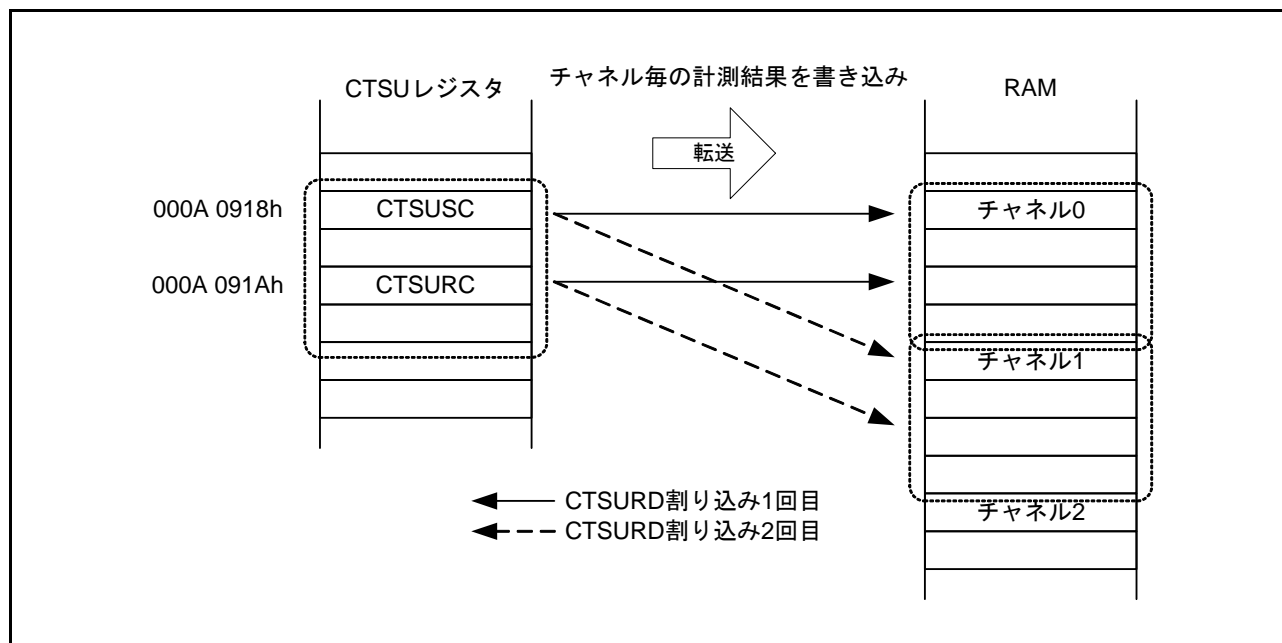 チャネル毎の計測結果を書き込み
CTSUレジスタ
RAM
転送
000A 0918h
CTSUSC
チャネル0
000A 091Ah
CTSURC
チャネル1
CTSURD割り込み1回目
チャネル2
CTSURD割り込み2回目